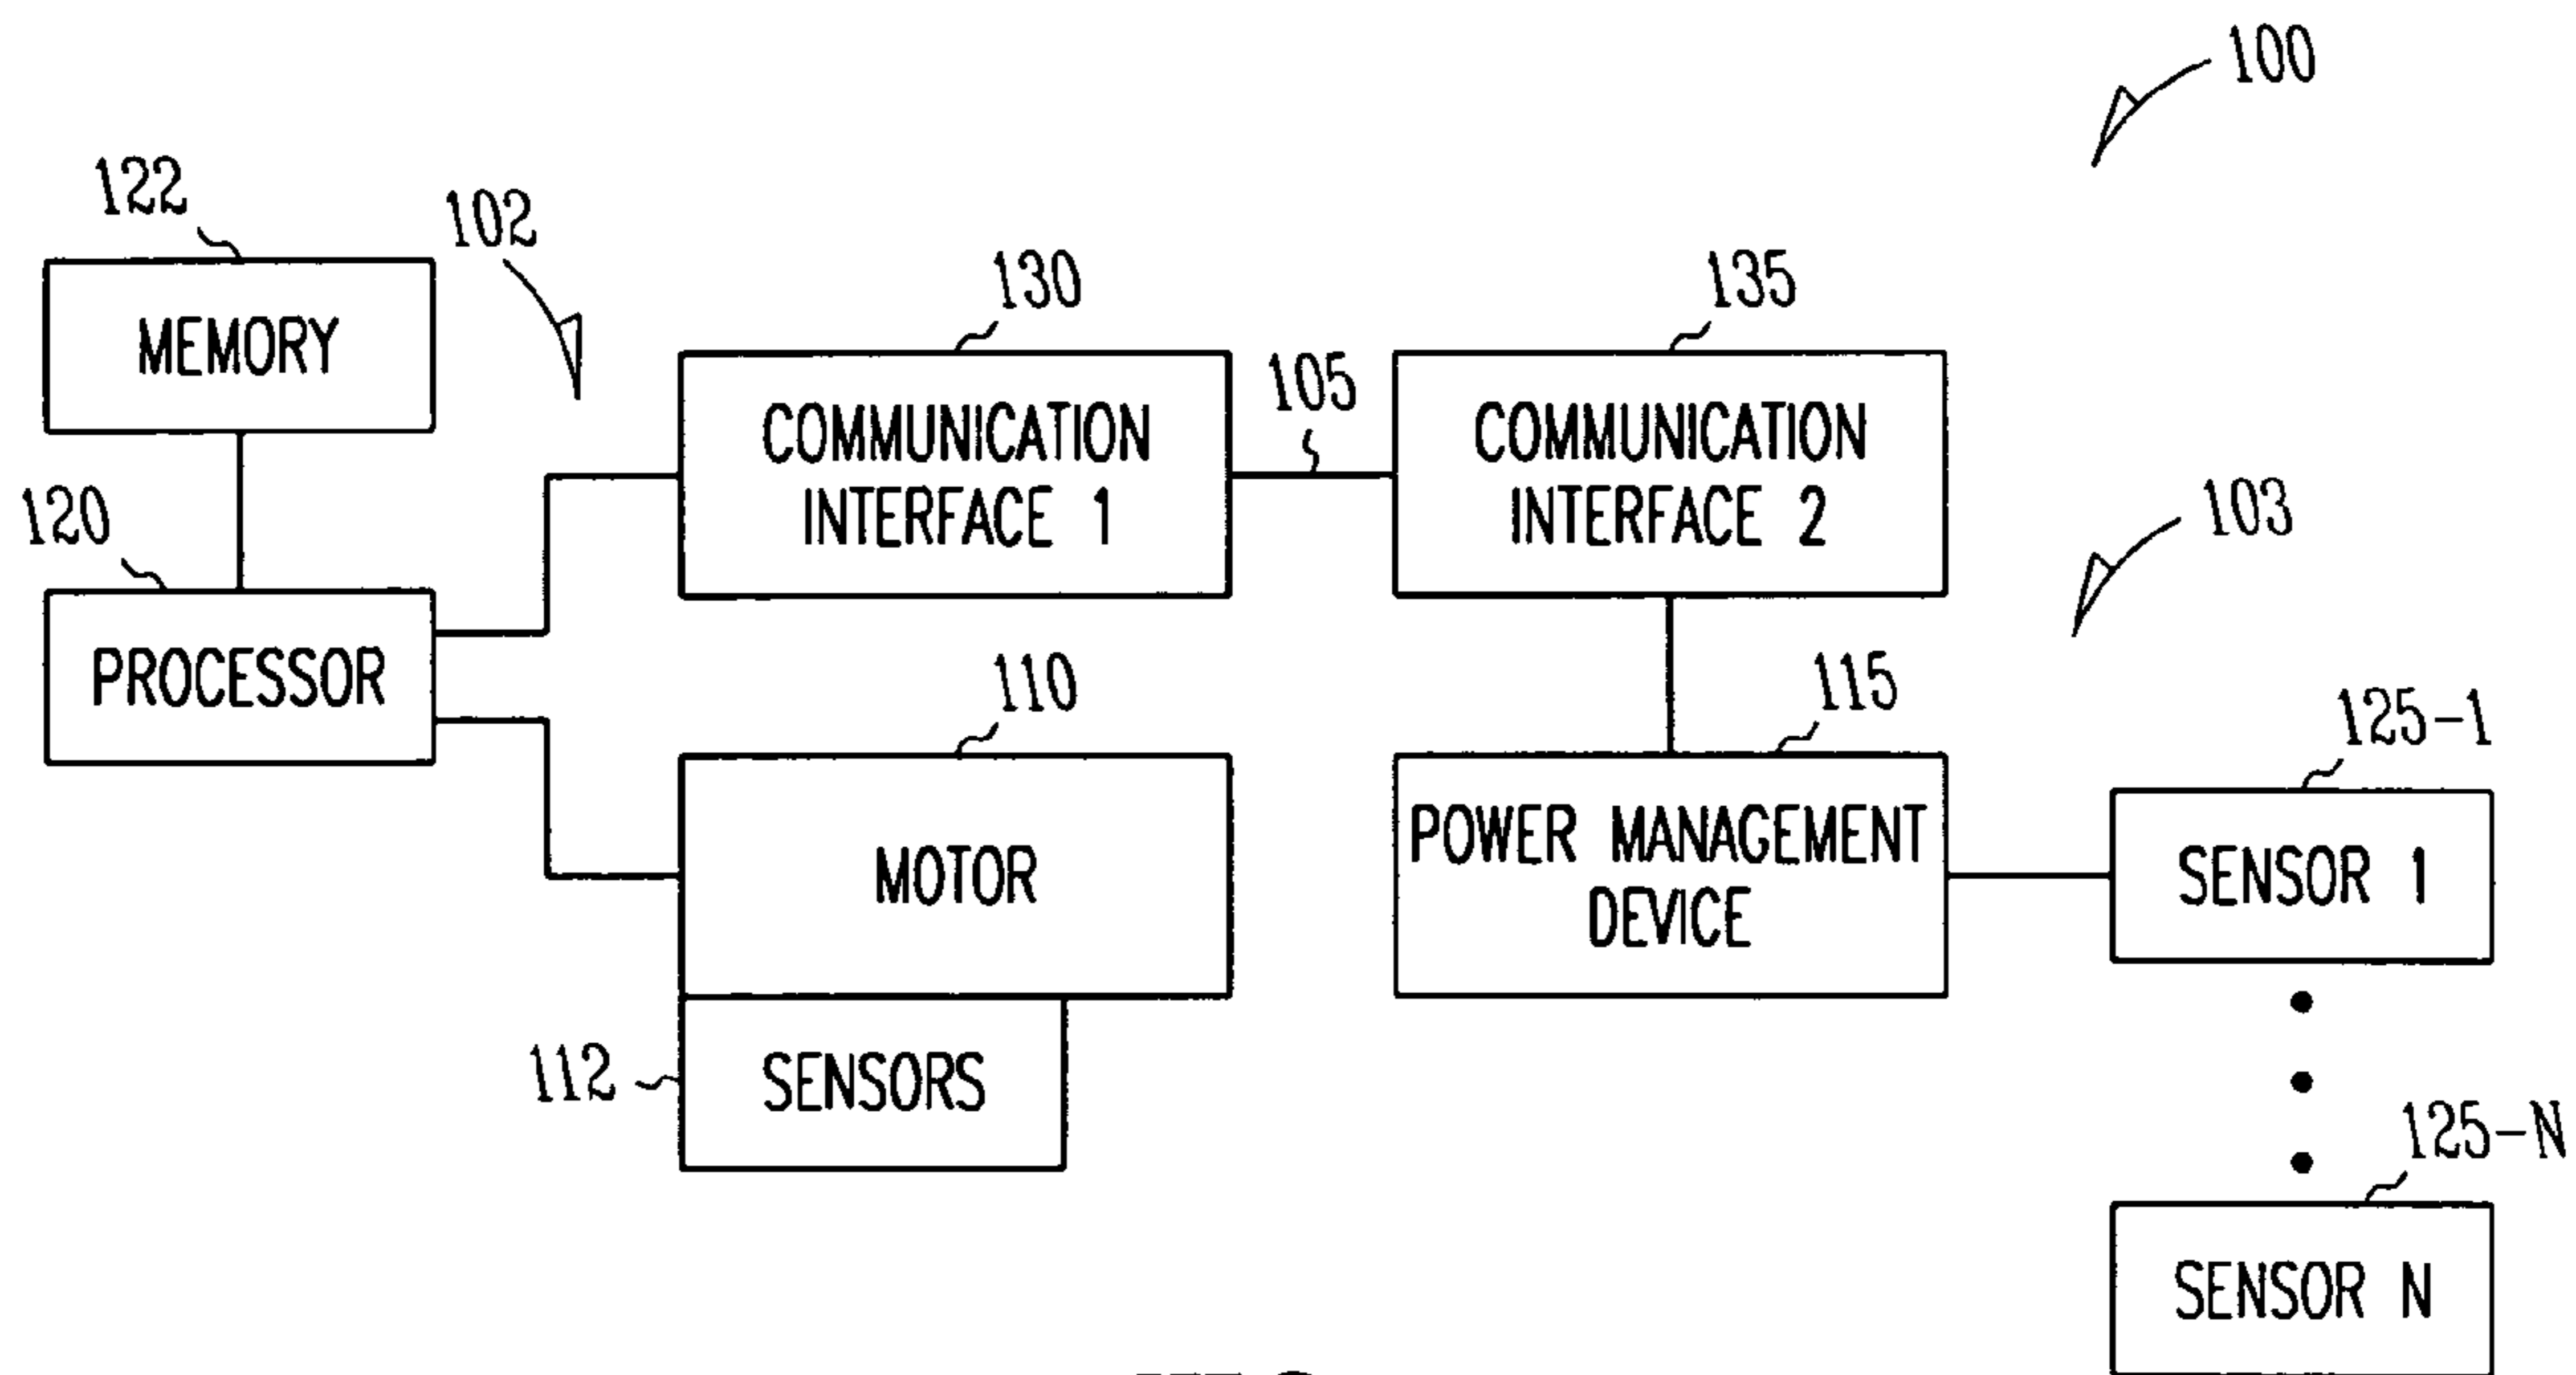 100
122
102
130
135
MEMORY
105
COMMUNICATION
INTERFACE 1
COMMUNICATION
INTERFACE 2
120
103
PROCESSOR
110
115
125-1
MOTOR
POWER MANAGEMENT
DEVICE
SENSOR 1
112
SENSORS
125-N
SENSOR N